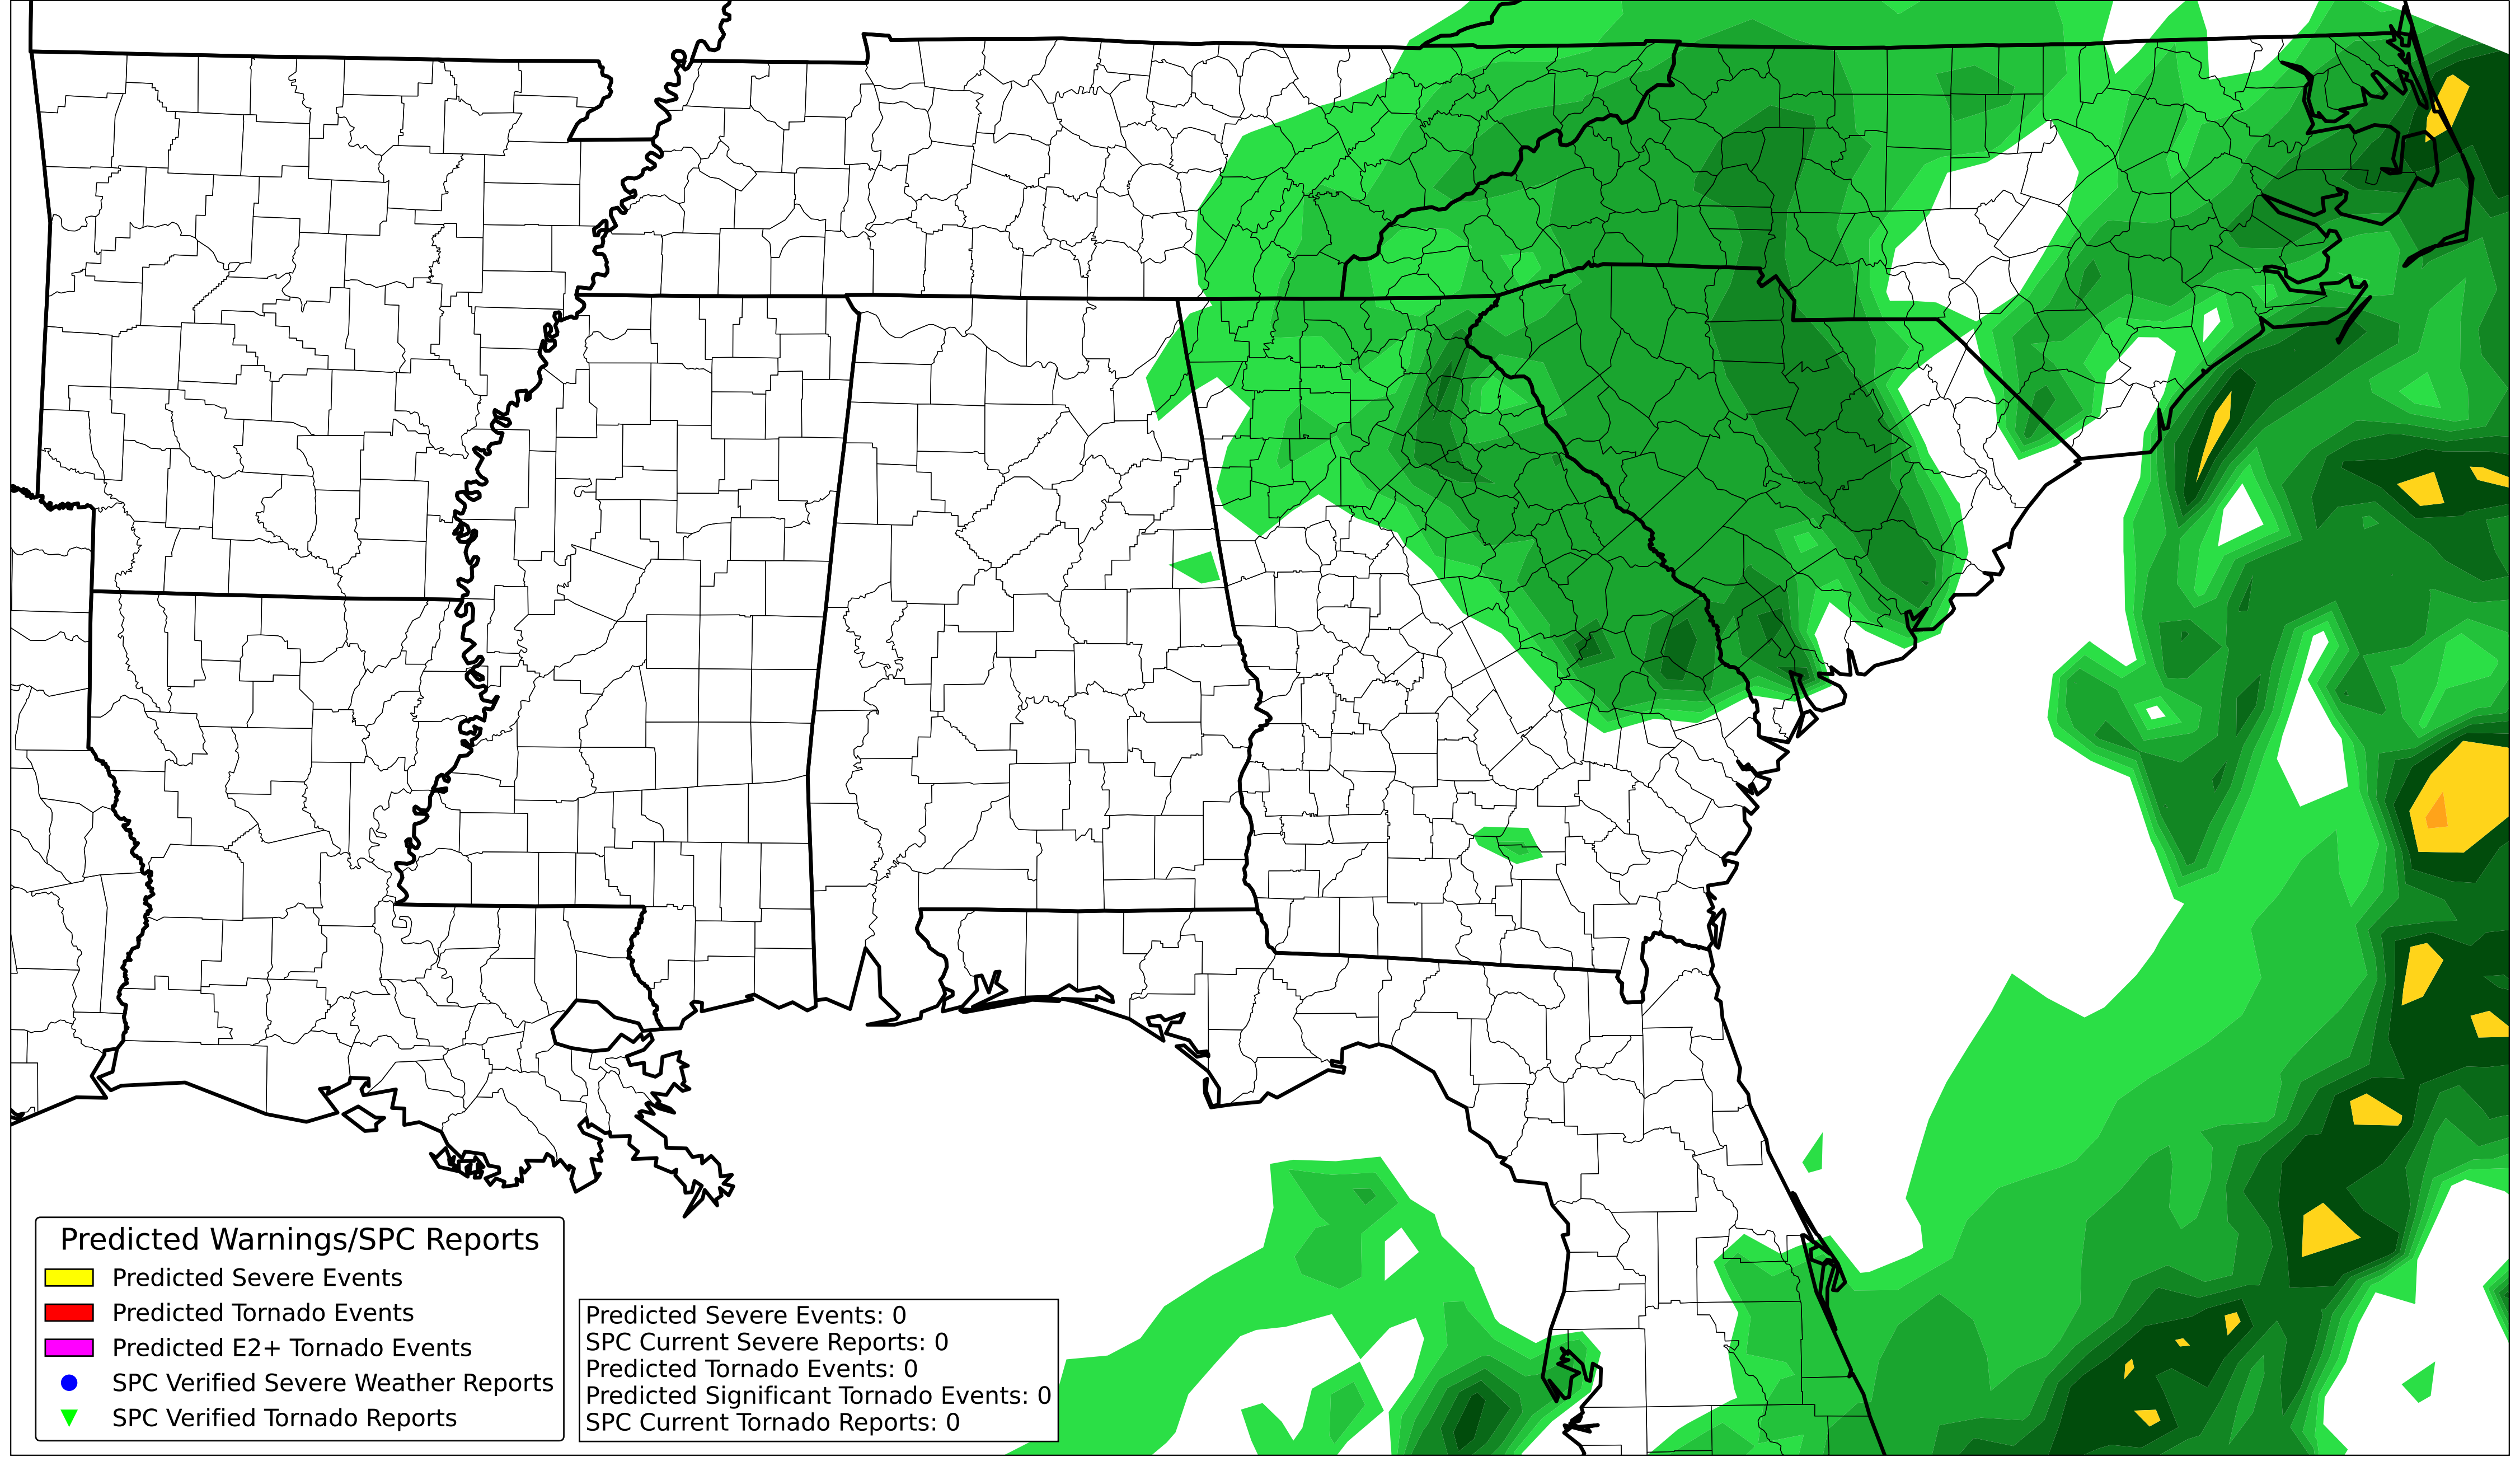 Predicted Warnings/SPC Reports
Predicted Severe Events
Predicted Tornado Events
Predicted E2+ Tornado Events
SPC Verified Severe Weather Reports
SPC Verified Tornado Reports
Predicted Severe Events: 0
SPC Current Severe Reports: 0
Predicted Tornado Events: 0
Predicted Significant Tornado Events: 0
SPC Current Tornado Reports: 0